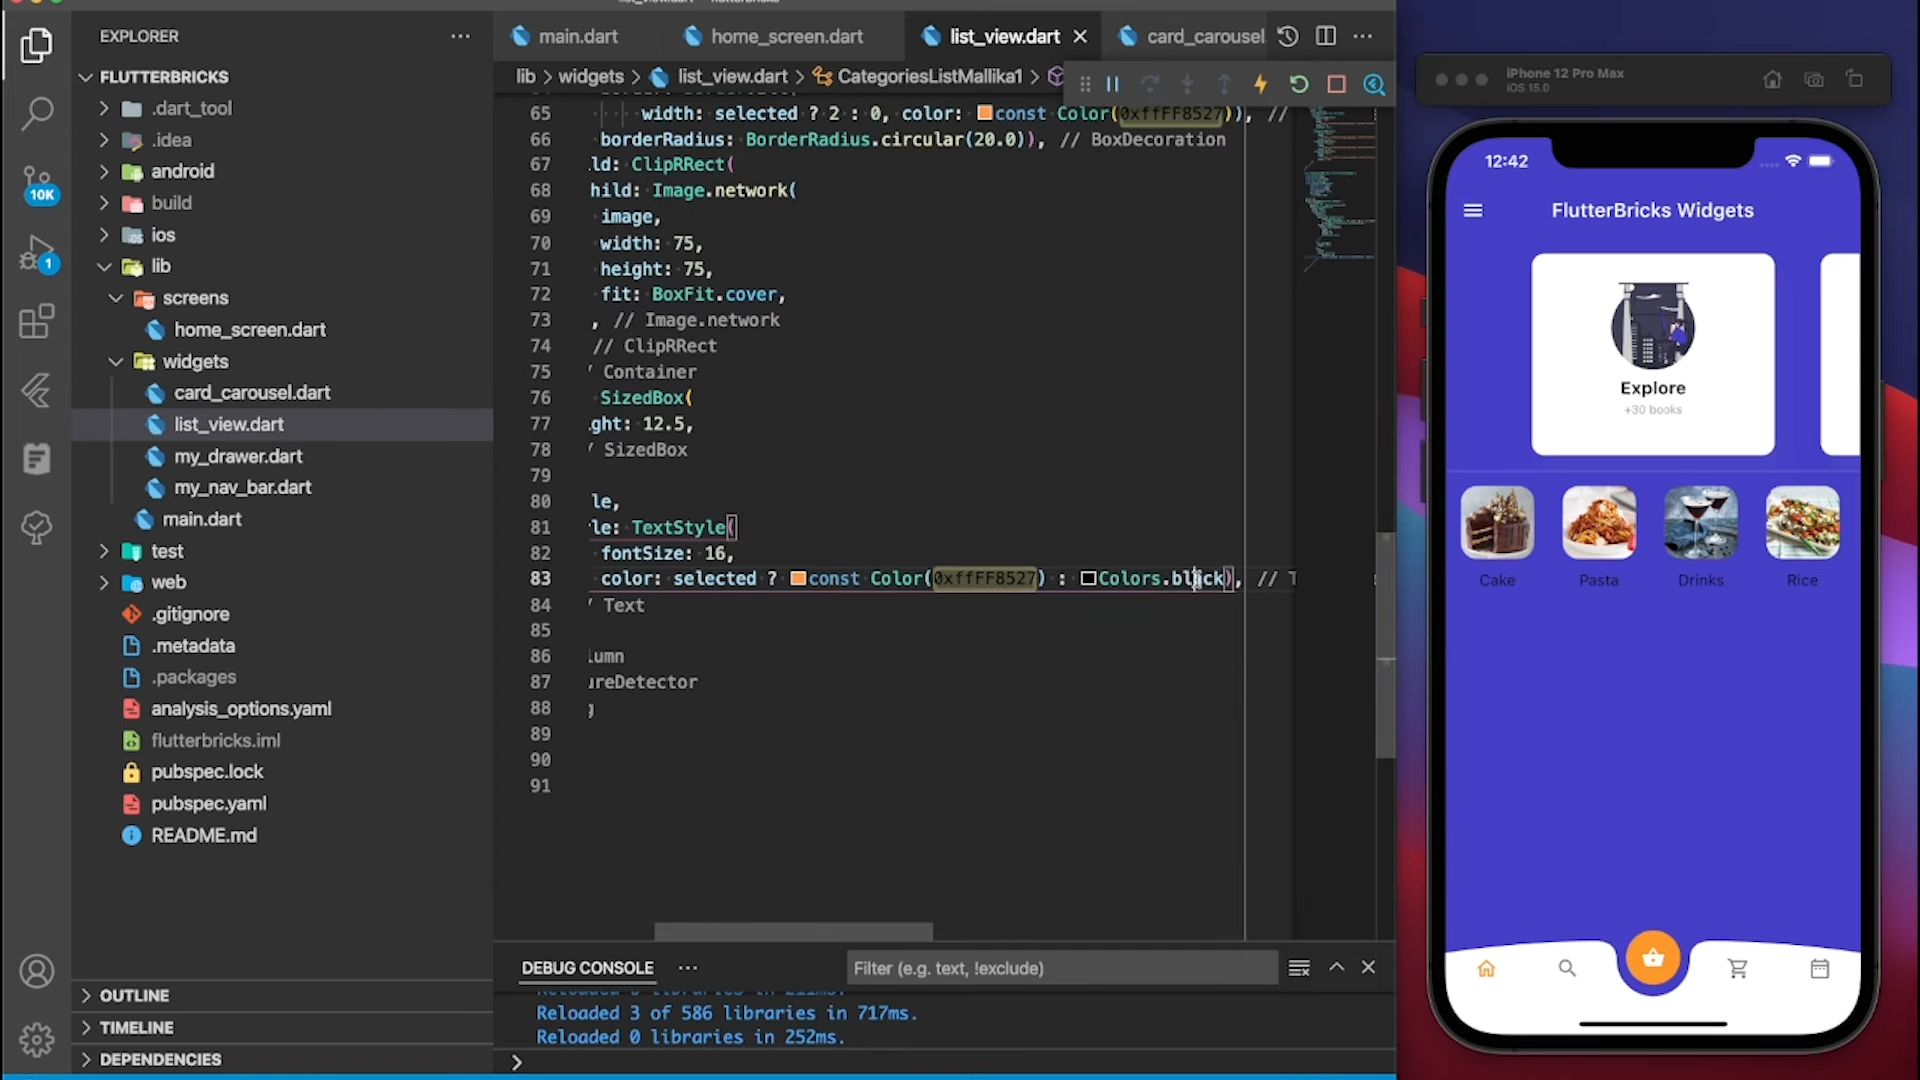 EXPLORER
FLUTTERBRICKS
.dart_tool
.idea
android
build
ios
lib
screens
home_screen.dart
widgets
card_carousel.dart
list_view.dart
my_drawer.dart
my_nav_bar.dart
main.dart
test
web
.gitignore
.metadata
.packages
analysis_options.yaml
flutterbricks.iml
pubspec.lock
pubspec.yaml
README.md
OUTLINE
TIMELINE
DEPENDENCIES
10K
1
main.dart
home_screen.dart
list_view.dart
card_carousel
lib > widgets > list_view.dart > CategoriesListMallika1 >
65 width: selected ? 2 : 0, color: const Color(0xffFF8527)), //
66 borderRadius: BorderRadius.circular(20.0)), // BoxDecoration
67 ld: ClipRRect(
68 hild: Image.network(
69 image,
70 width: 75,
71 height: 75,
72 fit: BoxFit.cover,
73 , // Image.network
74 // ClipRRect
75 / Container
76 SizedBox(
77 ght: 12.5,
78 / SizedBox
79
80 le,
81 le: TextStyle(
82 fontSize: 16,
83 color: selected ? const Color(0xffFF8527) : Colors.black), // T
84 / Text
85
86 lumn
87 ureDetector
88 g
89
90
91
DEBUG CONSOLE
Filter (e.g. text, !exclude)
Reloaded 3 of 586 libraries in 717ms.
Reloaded 0 libraries in 252ms.
iPhone 12 Pro Max
iOS 15.0
12:42
FlutterBricks Widgets
Explore
+30 books
Cake
Pasta
Drinks
Rice